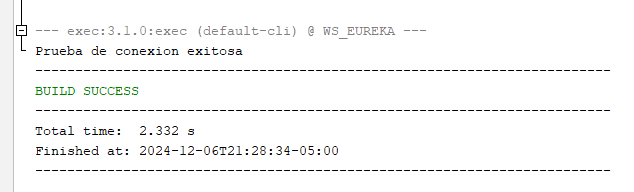 --- exec:3.1.0:exec (default-cli) @ WS_EUREKA ---
Prueba de conexion exitosa
------------------------------------------------------------------------
BUILD SUCCESS
------------------------------------------------------------------------
Total time:  2.332 s
Finished at: 2024-12-06T21:28:34-05:00
------------------------------------------------------------------------